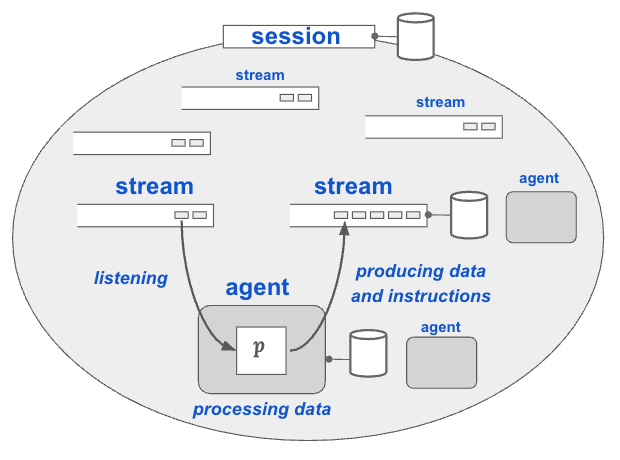 session
stream
stream
stream
stream
agent
listening
agent
producing data
and instructions
p
agent
processing data